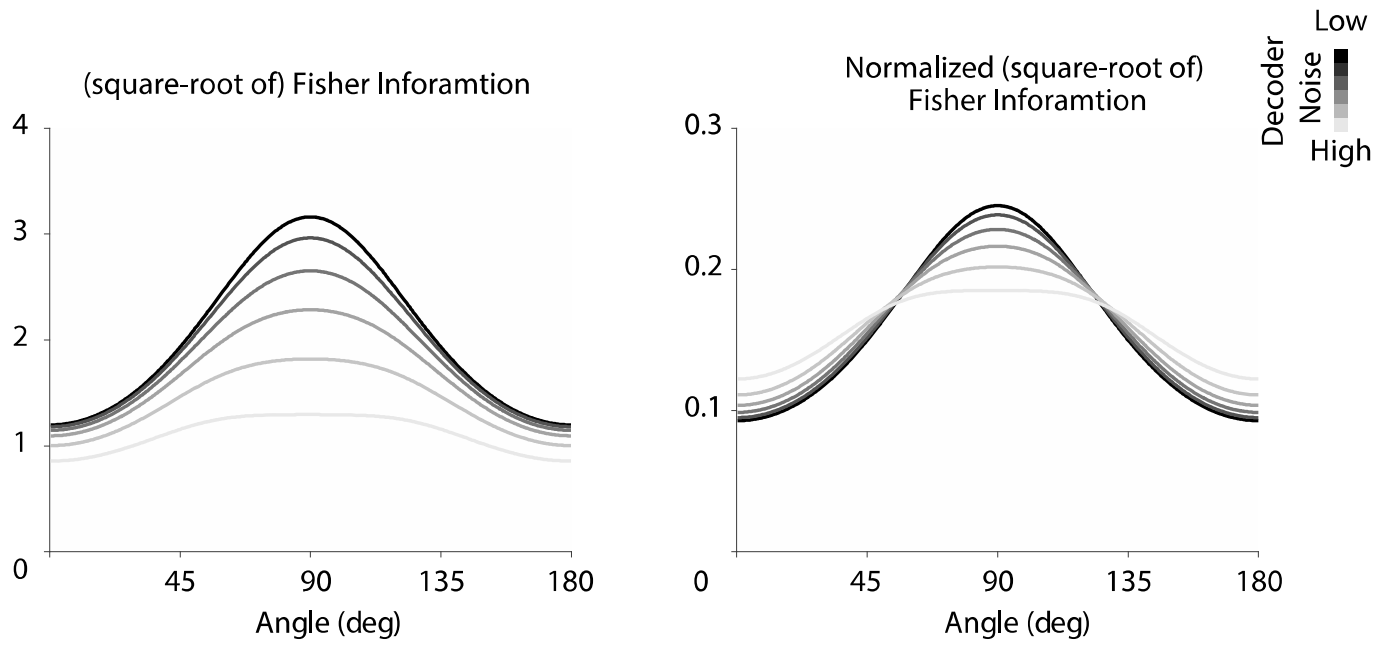 (square-root of) Fisher Inforamtion
4
3
2
1
0
45
90
135
180
Angle (deg)
Normalized (square-root of)
Fisher Inforamtion
0.3
0.2
0.1
0
45
90
135
180
Angle (deg)
Low
Decoder
Noise
High